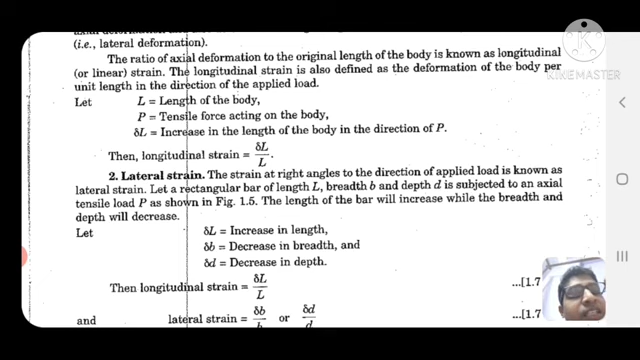 (i.e., lateral deformation).
KINEMASTER
The ratio of axial deformation to the original length of the body is known as longitudinal
(or linear) strain. The longitudinal strain is also defined as the deformation of the body per
unit length in the direction of the applied load.
Let L = Length of the body,
P = Tensile force acting on the body,
δL = Increase in the length of the body in the direction of P.
Then, longitudinal strain = δL/L.
2. Lateral strain. The strain at right angles to the direction of applied load is known as
lateral strain. Let a rectangular bar of length L, breadth b and depth d is subjected to an axial
tensile load P as shown in Fig. 1.5. The length of the bar will increase while the breadth and
depth will decrease.
Let δL = Increase in length,
δb = Decrease in breadth, and
δd = Decrease in depth.
Then longitudinal strain = δL/L ...[1.7
and lateral strain = δb/b or δd/d ...[1.7